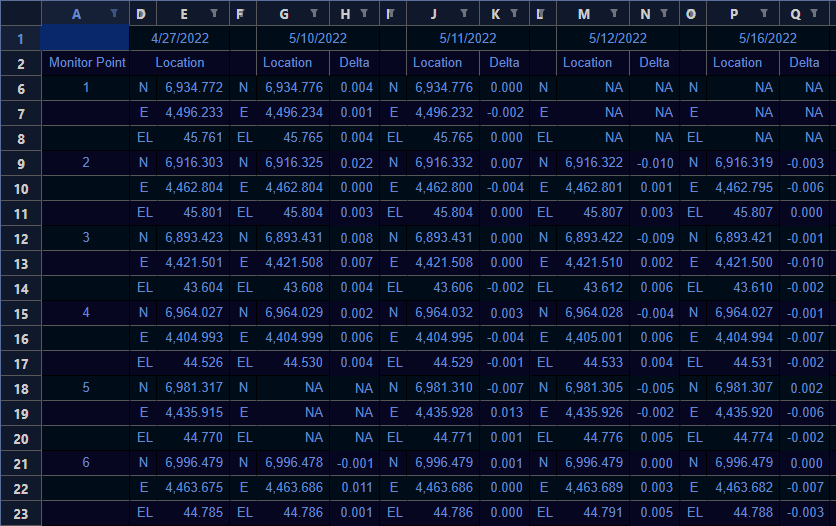 A D E F G H I J K L M N O P Q
1 4/27/2022 5/10/2022 5/11/2022 5/12/2022 5/16/2022
2 Monitor Point Location Location Delta Location Delta Location Delta Location Delta
6 1 N 6,934.772 N 6,934.776 0.004 N 6,934.776 0.000 N NA NA N NA NA
7 E 4,496.233 E 4,496.234 0.001 E 4,496.232 -0.002 E NA NA E NA NA
8 EL 45.761 EL 45.765 0.004 EL 45.765 0.000 EL NA NA EL NA NA
9 2 N 6,916.303 N 6,916.325 0.022 N 6,916.332 0.007 N 6,916.322 -0.010 N 6,916.319 -0.003
10 E 4,462.804 E 4,462.804 0.000 E 4,462.800 -0.004 E 4,462.801 0.001 E 4,462.795 -0.006
11 EL 45.801 EL 45.804 0.003 EL 45.804 0.000 EL 45.807 0.003 EL 45.807 0.000
12 3 N 6,893.423 N 6,893.431 0.008 N 6,893.431 0.000 N 6,893.422 -0.009 N 6,893.421 -0.001
13 E 4,421.501 E 4,421.508 0.007 E 4,421.508 0.000 E 4,421.510 0.002 E 4,421.500 -0.010
14 EL 43.604 EL 43.608 0.004 EL 43.606 -0.002 EL 43.612 0.006 EL 43.610 -0.002
15 4 N 6,964.027 N 6,964.029 0.002 N 6,964.032 0.003 N 6,964.028 -0.004 N 6,964.027 -0.001
16 E 4,404.993 E 4,404.999 0.006 E 4,404.995 -0.004 E 4,405.001 0.006 E 4,404.994 -0.007
17 EL 44.526 EL 44.530 0.004 EL 44.529 -0.001 EL 44.533 0.004 EL 44.531 -0.002
18 5 N 6,981.317 N NA NA N 6,981.310 -0.007 N 6,981.305 -0.005 N 6,981.307 0.002
19 E 4,435.915 E NA NA E 4,435.928 0.013 E 4,435.926 -0.002 E 4,435.920 -0.006
20 EL 44.770 EL NA NA EL 44.771 0.001 EL 44.776 0.005 EL 44.774 -0.002
21 6 N 6,996.479 N 6,996.478 -0.001 N 6,996.479 0.001 N 6,996.479 0.000 N 6,996.479 0.000
22 E 4,463.675 E 4,463.686 0.011 E 4,463.686 0.000 E 4,463.689 0.003 E 4,463.682 -0.007
23 EL 44.785 EL 44.786 0.001 EL 44.786 0.000 EL 44.791 0.005 EL 44.788 -0.003